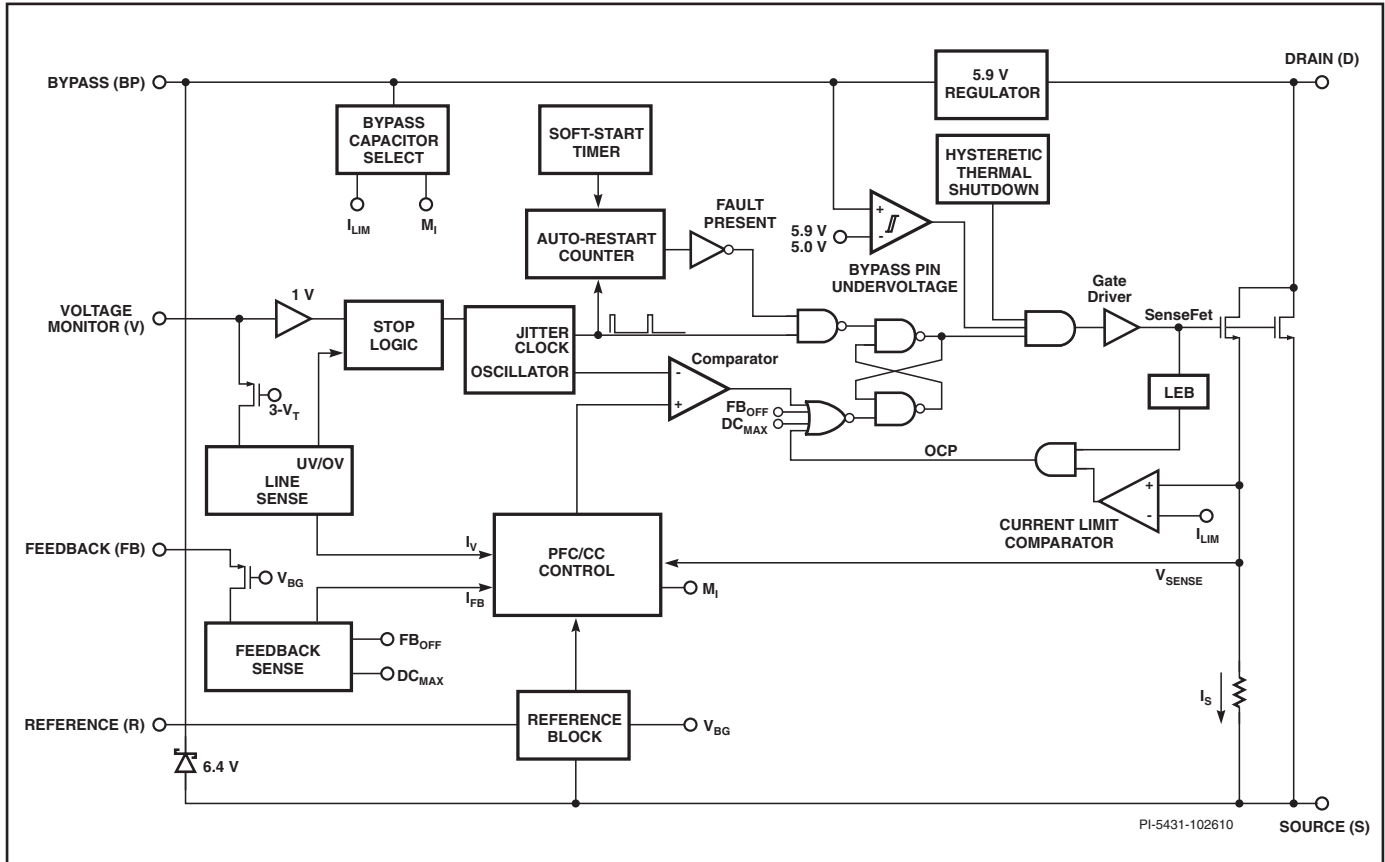 DRAIN (D)
BYPASS (BP)
5.9 V
REGULATOR
BYPASS
CAPACITOR
SELECT
SOFT-START
TIMER
HYSTERETIC
THERMAL
SHUTDOWN
I_LIM
M_I
AUTO-RESTART
COUNTER
FAULT
PRESENT
+
-
5.9 V
5.0 V
BYPASS PIN
UNDERVOLTAGE
VOLTAGE
MONITOR (V)
1 V
STOP
LOGIC
JITTER
CLOCK
OSCILLATOR
Gate
Driver
SenseFet
Comparator
-
+
LEB
3-V_T
FB_OFF
DC_MAX
OCP
UV/OV
LINE
SENSE
+
-
CURRENT LIMIT
COMPARATOR
I_LIM
FEEDBACK (FB)
V_BG
I_V
I_FB
PFC/CC
CONTROL
M_I
V_SENSE
FEEDBACK
SENSE
FB_OFF
DC_MAX
I_S
REFERENCE (R)
REFERENCE
BLOCK
V_BG
6.4 V
PI-5431-102610
SOURCE (S)